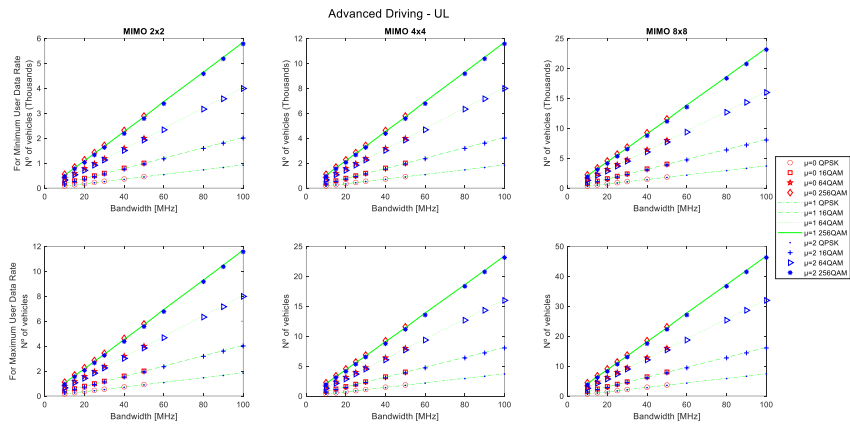 Advanced Driving - UL
MIMO 2x2
MIMO 4x4
MIMO 8x8
For Minimum User Data Rate
Nº of vehicles (Thousands)
6
5
4
3
2
1
0
0 20 40 60 80 100
Bandwidth [MHz]
Nº of vehicles (Thousands)
12
10
8
6
4
2
0
0 20 40 60 80 100
Bandwidth [MHz]
Nº of vehicles (Thousands)
25
20
15
10
5
0
0 20 40 60 80 100
Bandwidth [MHz]
For Maximum User Data Rate
Nº of vehicles
12
10
8
6
4
2
0
0 20 40 60 80 100
Bandwidth [MHz]
Nº of vehicles
25
20
15
10
5
0
0 20 40 60 80 100
Bandwidth [MHz]
Nº of vehicles
50
40
30
20
10
0
0 20 40 60 80 100
Bandwidth [MHz]
µ=0 QPSK
µ=0 16QAM
µ=0 64QAM
µ=0 256QAM
µ=1 QPSK
µ=1 16QAM
µ=1 64QAM
µ=1 256QAM
µ=2 QPSK
µ=2 16QAM
µ=2 64QAM
µ=2 256QAM